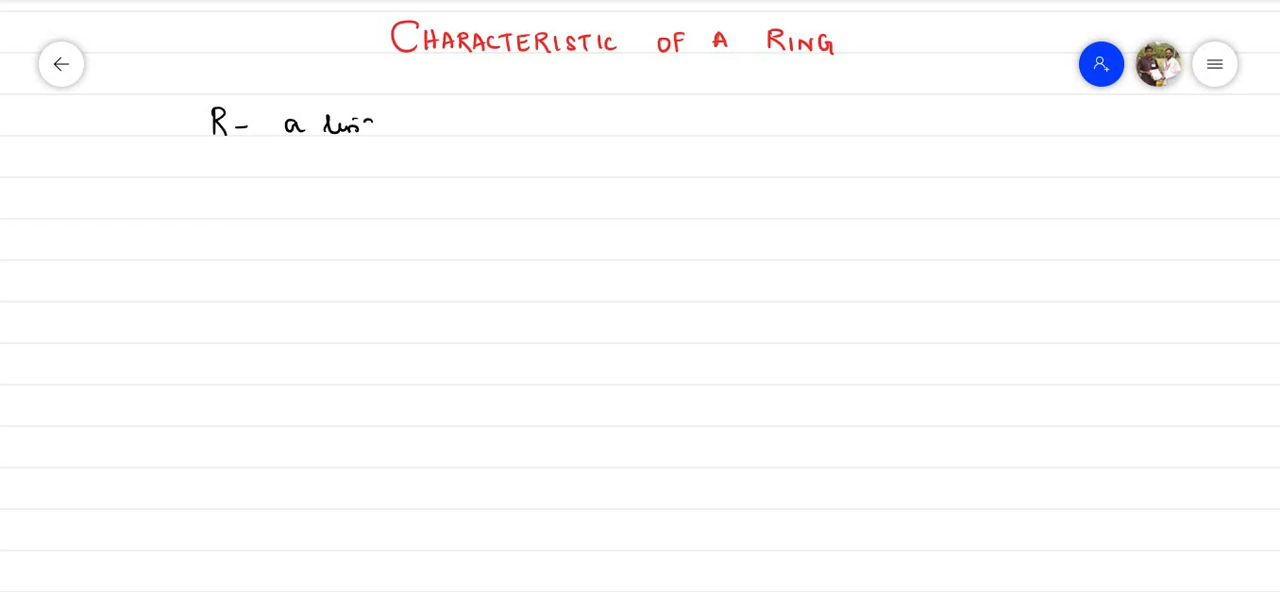 CHARACTERISTIC OF A RING
R - a